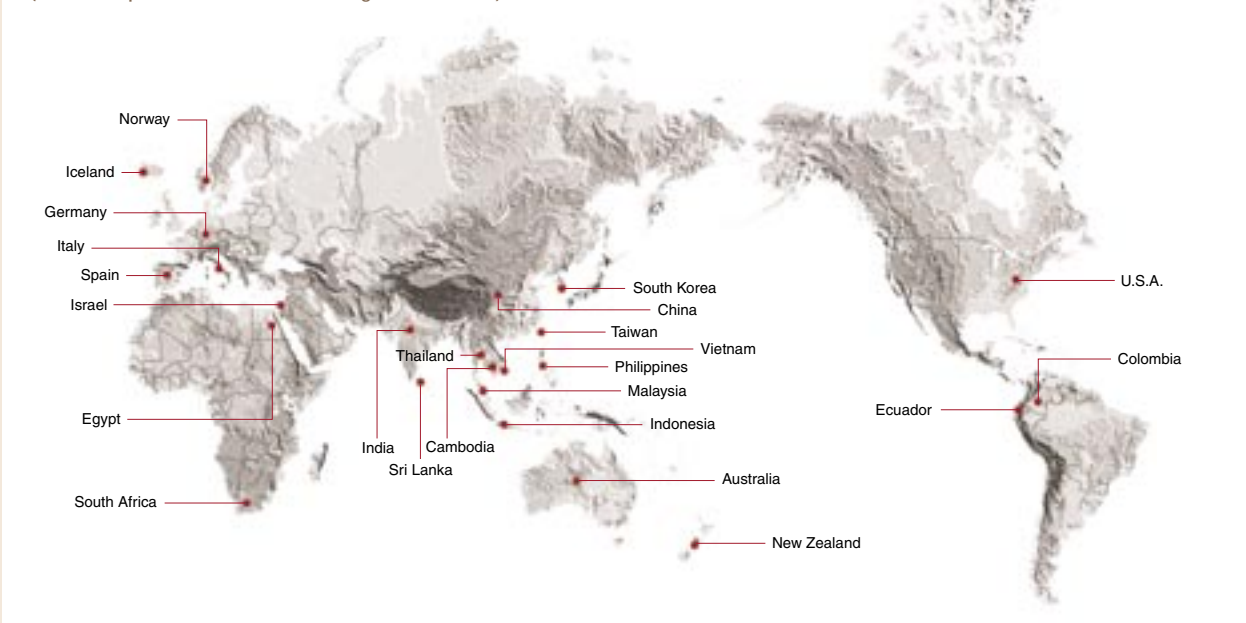 Norway
Iceland
Germany
Italy
Spain
Israel
South Korea
China
U.S.A.
Taiwan
Vietnam
Thailand
Colombia
Philippines
Malaysia
Ecuador
Egypt
Indonesia
India
Cambodia
Sri Lanka
Australia
South Africa
New Zealand